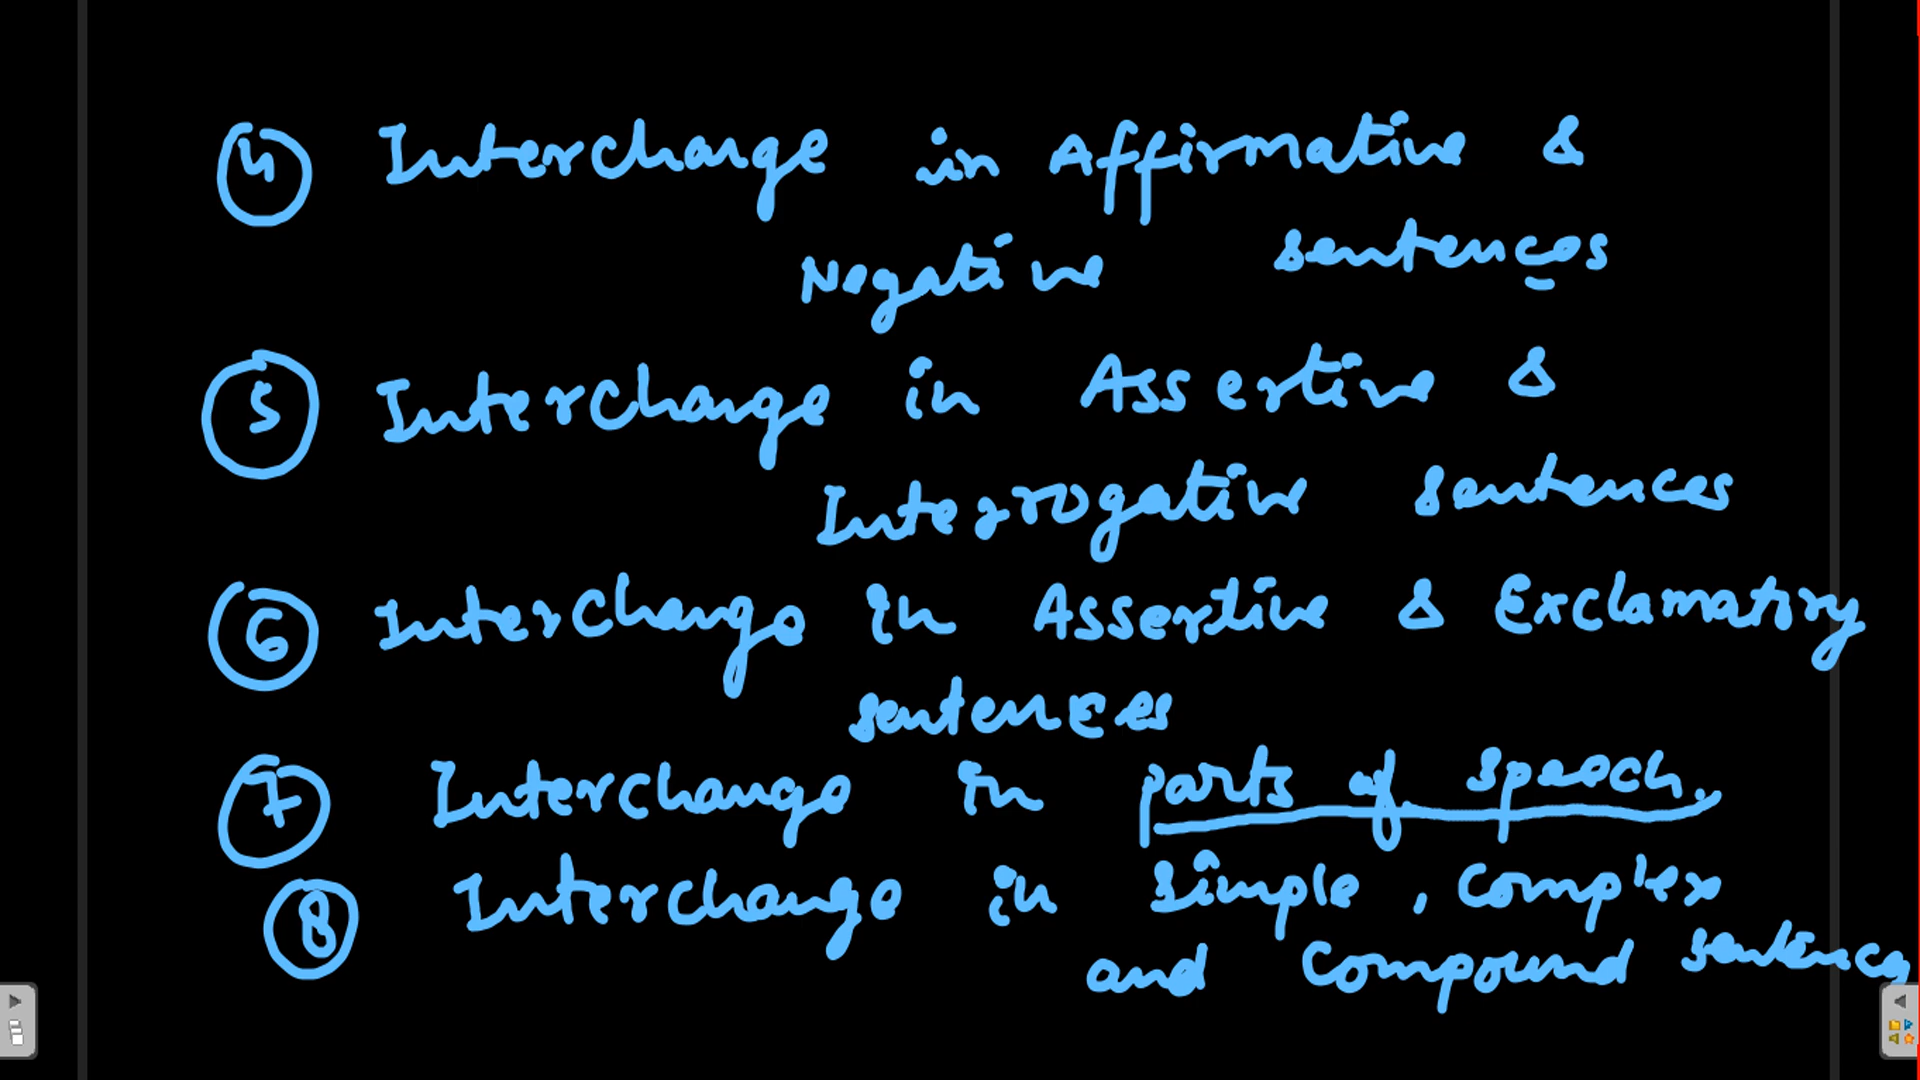 4 Interchange in Affirmative &
Negative sentences
5 Interchange in Assertive &
Interrogative sentences
6 Interchange in Assertive & Exclamatory
sentences
7 Interchange in parts of speech.
8 Interchange in Simple, Complex
and Compound sentences